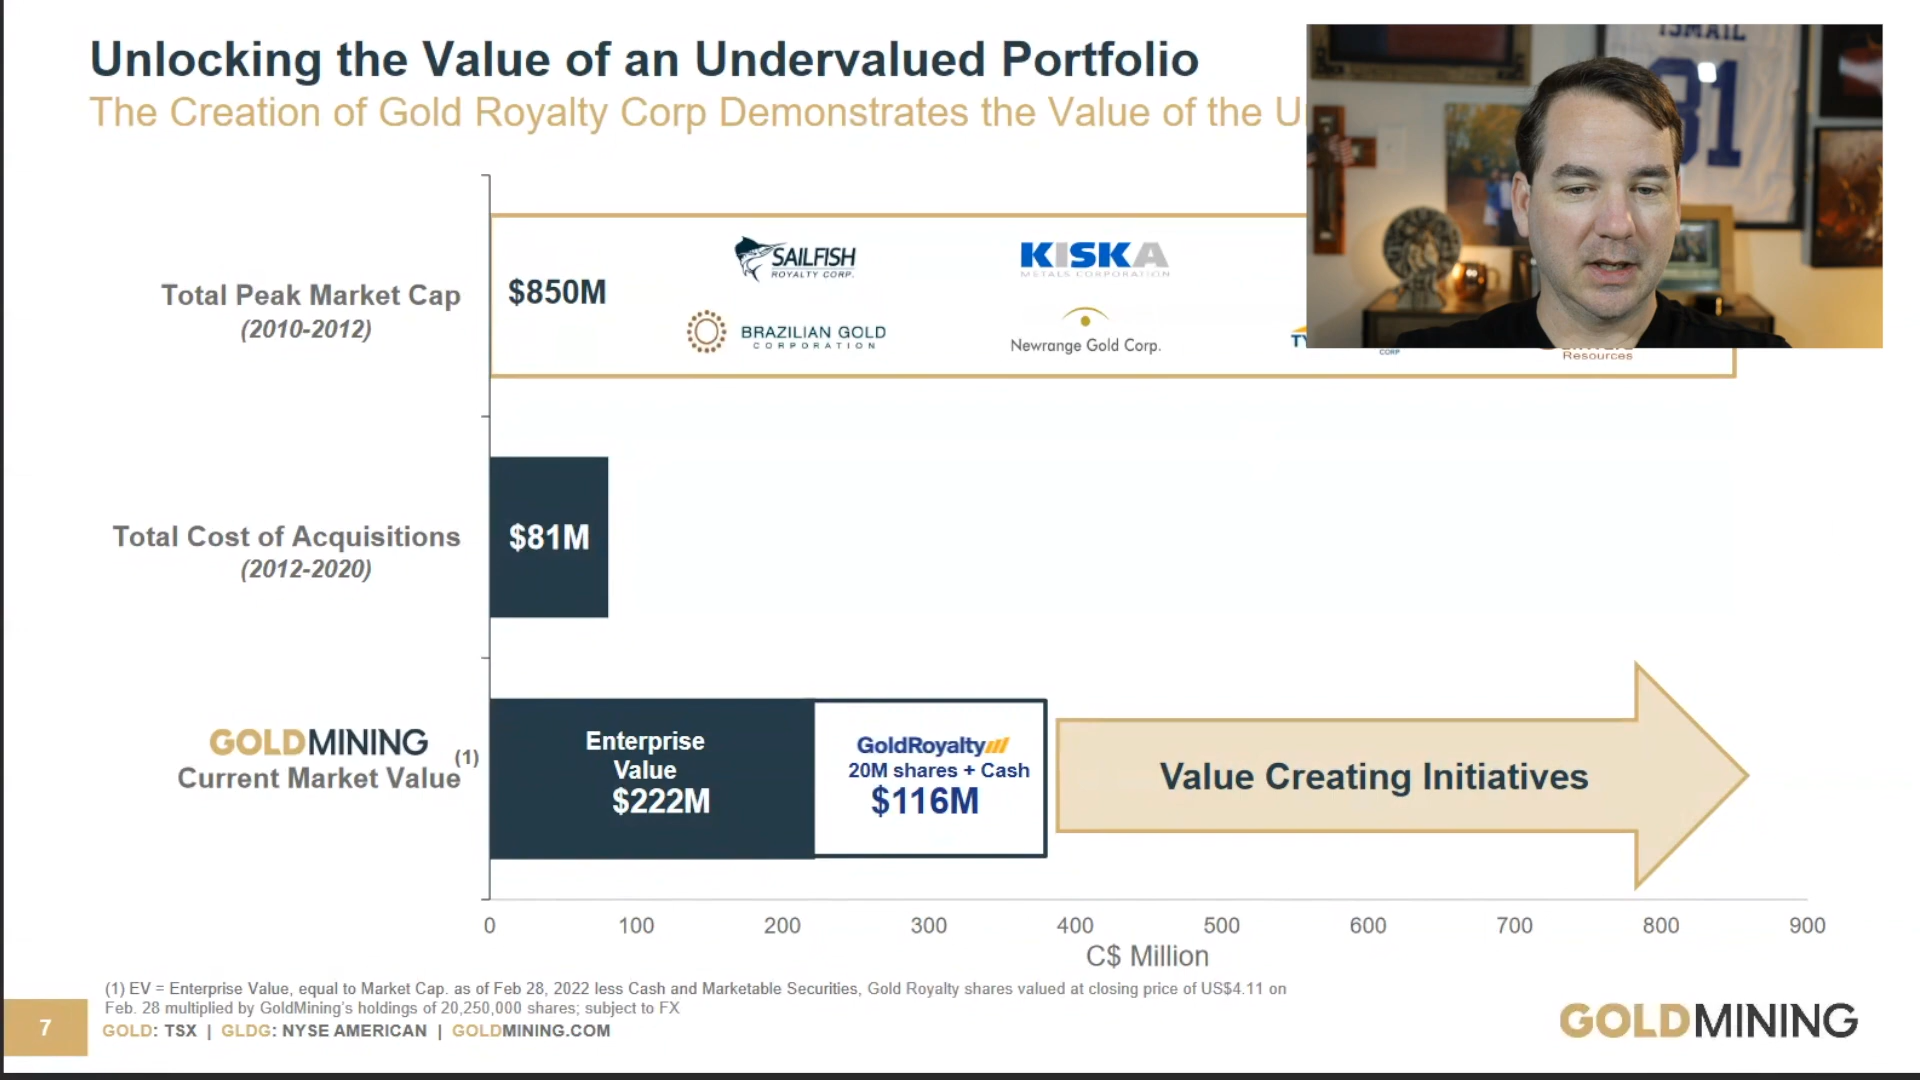 Unlocking the Value of an Undervalued Portfolio
The Creation of Gold Royalty Corp Demonstrates the Value of the
ISMAIL
81
Total Peak Market Cap
(2010-2012)
$850M
SAILFISH
ROYALTY CORP.
KISKA
METALS CORPORATION
BRAZILIAN GOLD
CORPORATION
Newrange Gold Corp.
CORP
Resources
Total Cost of Acquisitions
(2012-2020)
$81M
GOLDMINING
Current Market Value
(1)
Enterprise
Value
$222M
GoldRoyalty
20M shares + Cash
$116M
Value Creating Initiatives
0 100 200 300 400 500 600 700 800 900
C$ Million
(1) EV = Enterprise Value, equal to Market Cap. as of Feb 28, 2022 less Cash and Marketable Securities, Gold Royalty shares valued at closing price of US$4.11 on
Feb. 28 multiplied by GoldMining's holdings of 20,250,000 shares; subject to FX
7
GOLD: TSX | GLDG: NYSE AMERICAN | GOLDMINING.COM
GOLDMINING